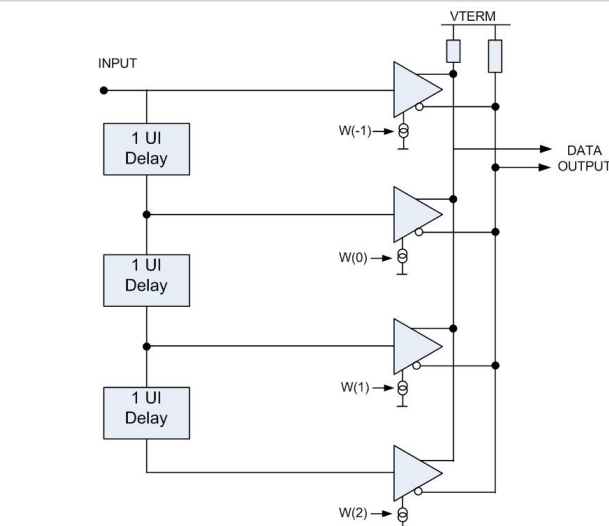 VTERM
INPUT
1 UI
Delay
W(-1)
DATA
OUTPUT
W(0)
1 UI
Delay
W(1)
1 UI
Delay
W(2)